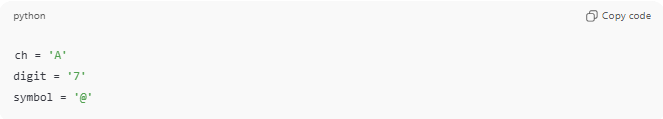 python
Copy code
ch = 'A'
digit = '7'
symbol = '@'